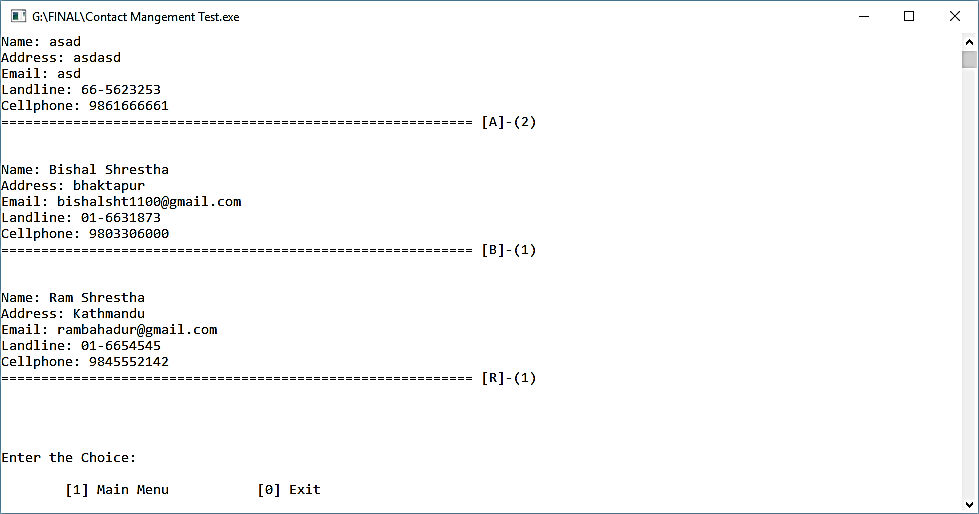 G:\FINAL\Contact Mangement Test.exe
Name: asad
Address: asdasd
Email: asd
Landline: 66-5623253
Cellphone: 9861666661
=========================================================== [A]-(2)
Name: Bishal Shrestha
Address: bhaktapur
Email: bishalsht1100@gmail.com
Landline: 01-6631873
Cellphone: 9803306000
=========================================================== [B]-(1)
Name: Ram Shrestha
Address: Kathmandu
Email: rambahadur@gmail.com
Landline: 01-6654545
Cellphone: 9845552142
=========================================================== [R]-(1)
Enter the Choice:
[1] Main Menu [0] Exit